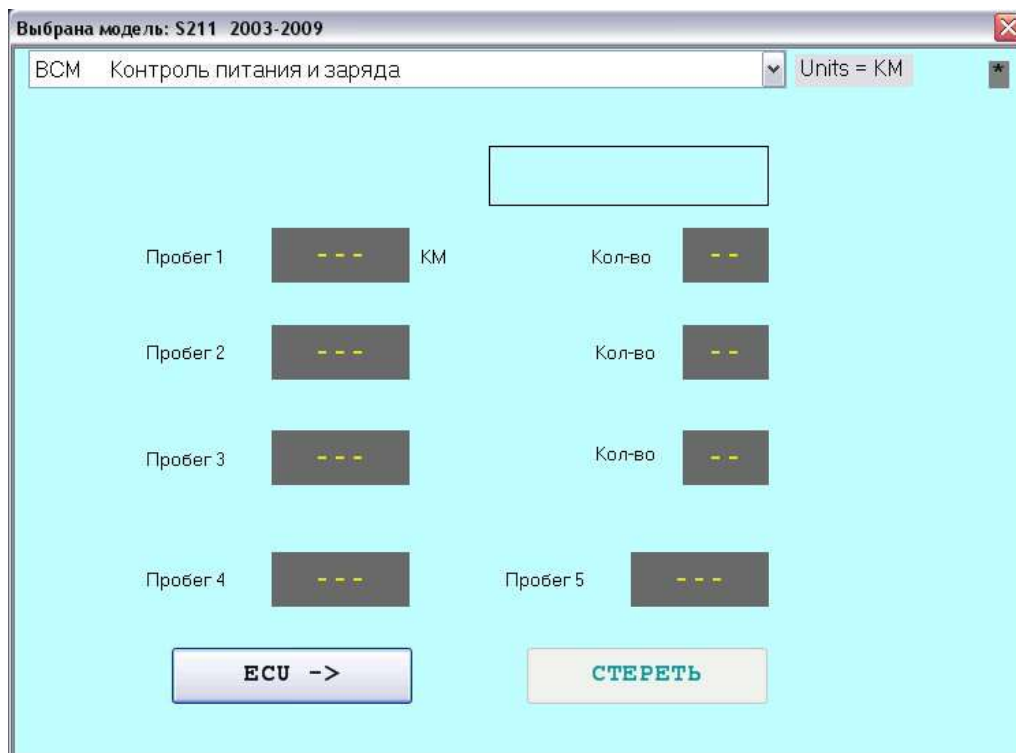 Выбрана модель: S211 2003-2009
BCM Контроль питания и заряда Units = KM *
Пробег 1 --- KM Кол-во --
Пробег 2 --- Кол-во --
Пробег 3 --- Кол-во --
Пробег 4 --- Пробег 5 ---
ECU -> СТЕРЕТЬ